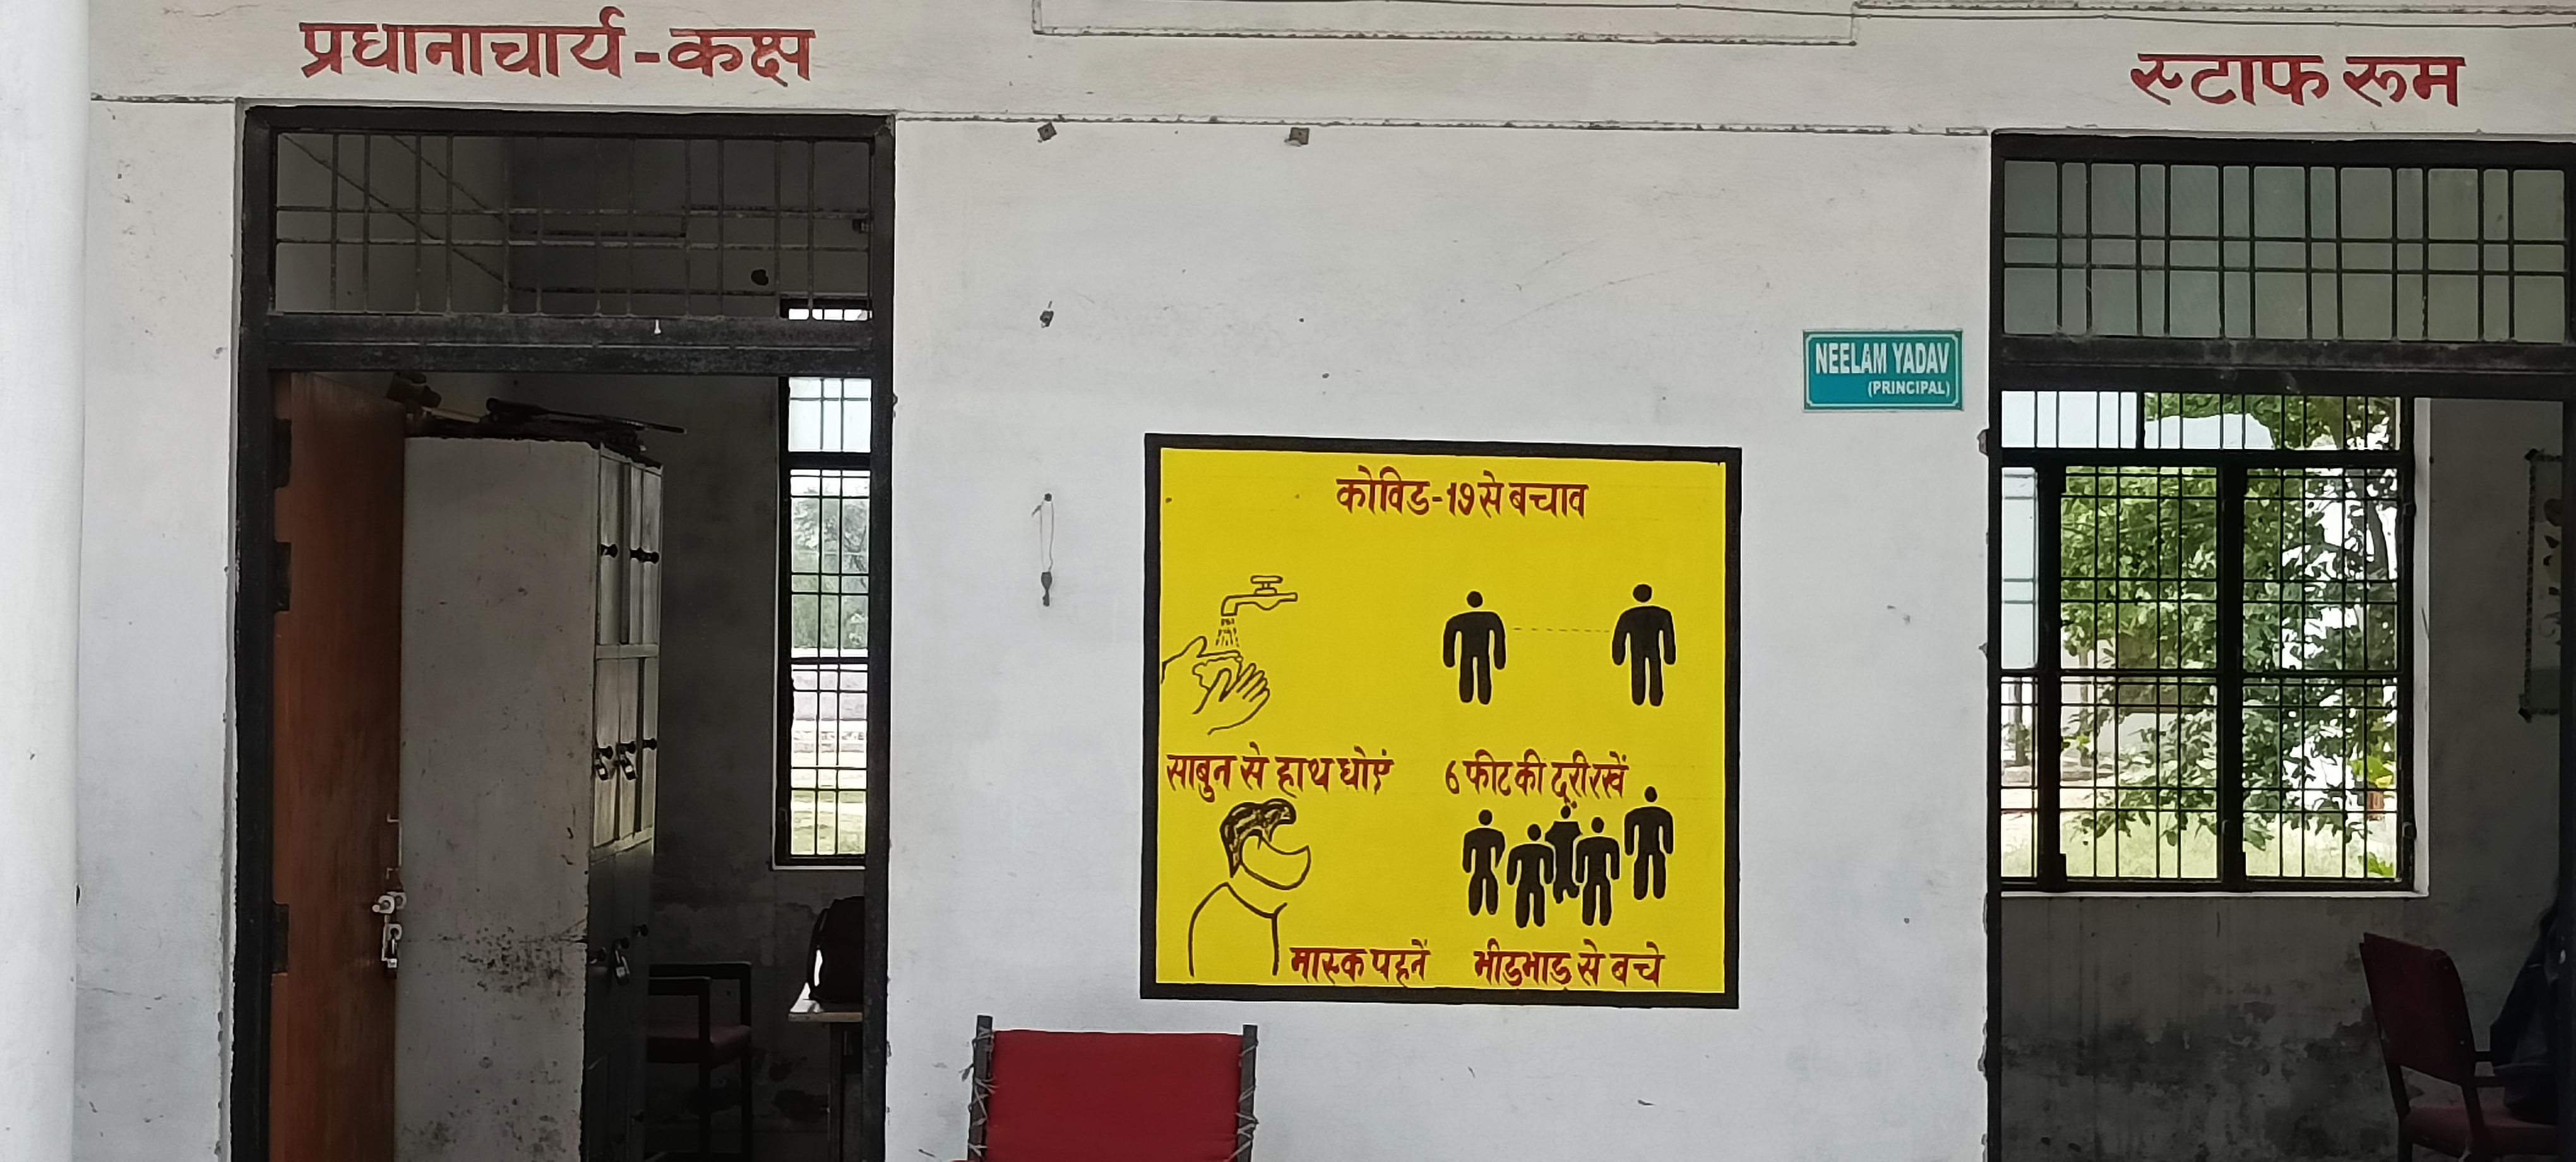 प्रधानाचार्य-कक्ष
स्टाफ रूम
NEELAM YADAV
(PRINCIPAL)
कोविड-19 से बचाव
साबुन से हाथ धोएं
6 फीट की दूरी रखें
मास्क पहनें
भीड़भाड़ से बचे